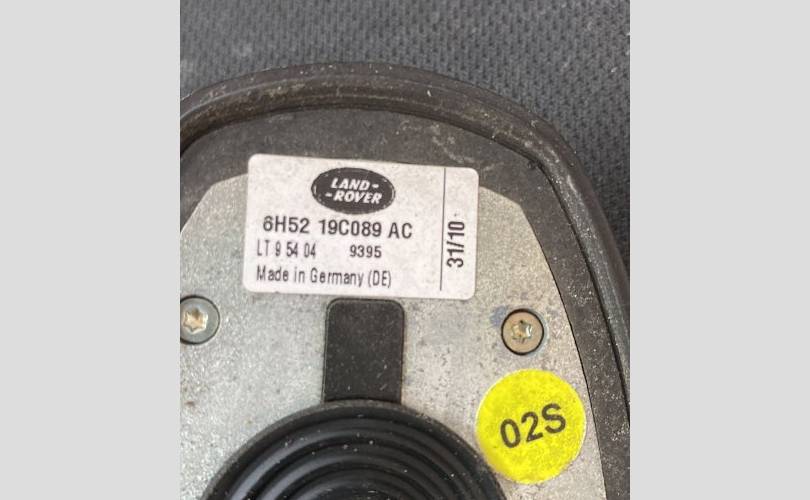 LAND-
-ROVER
6H52 19C089 AC
LT 9 54 04 9395
Made in Germany (DE)
31/10
02S